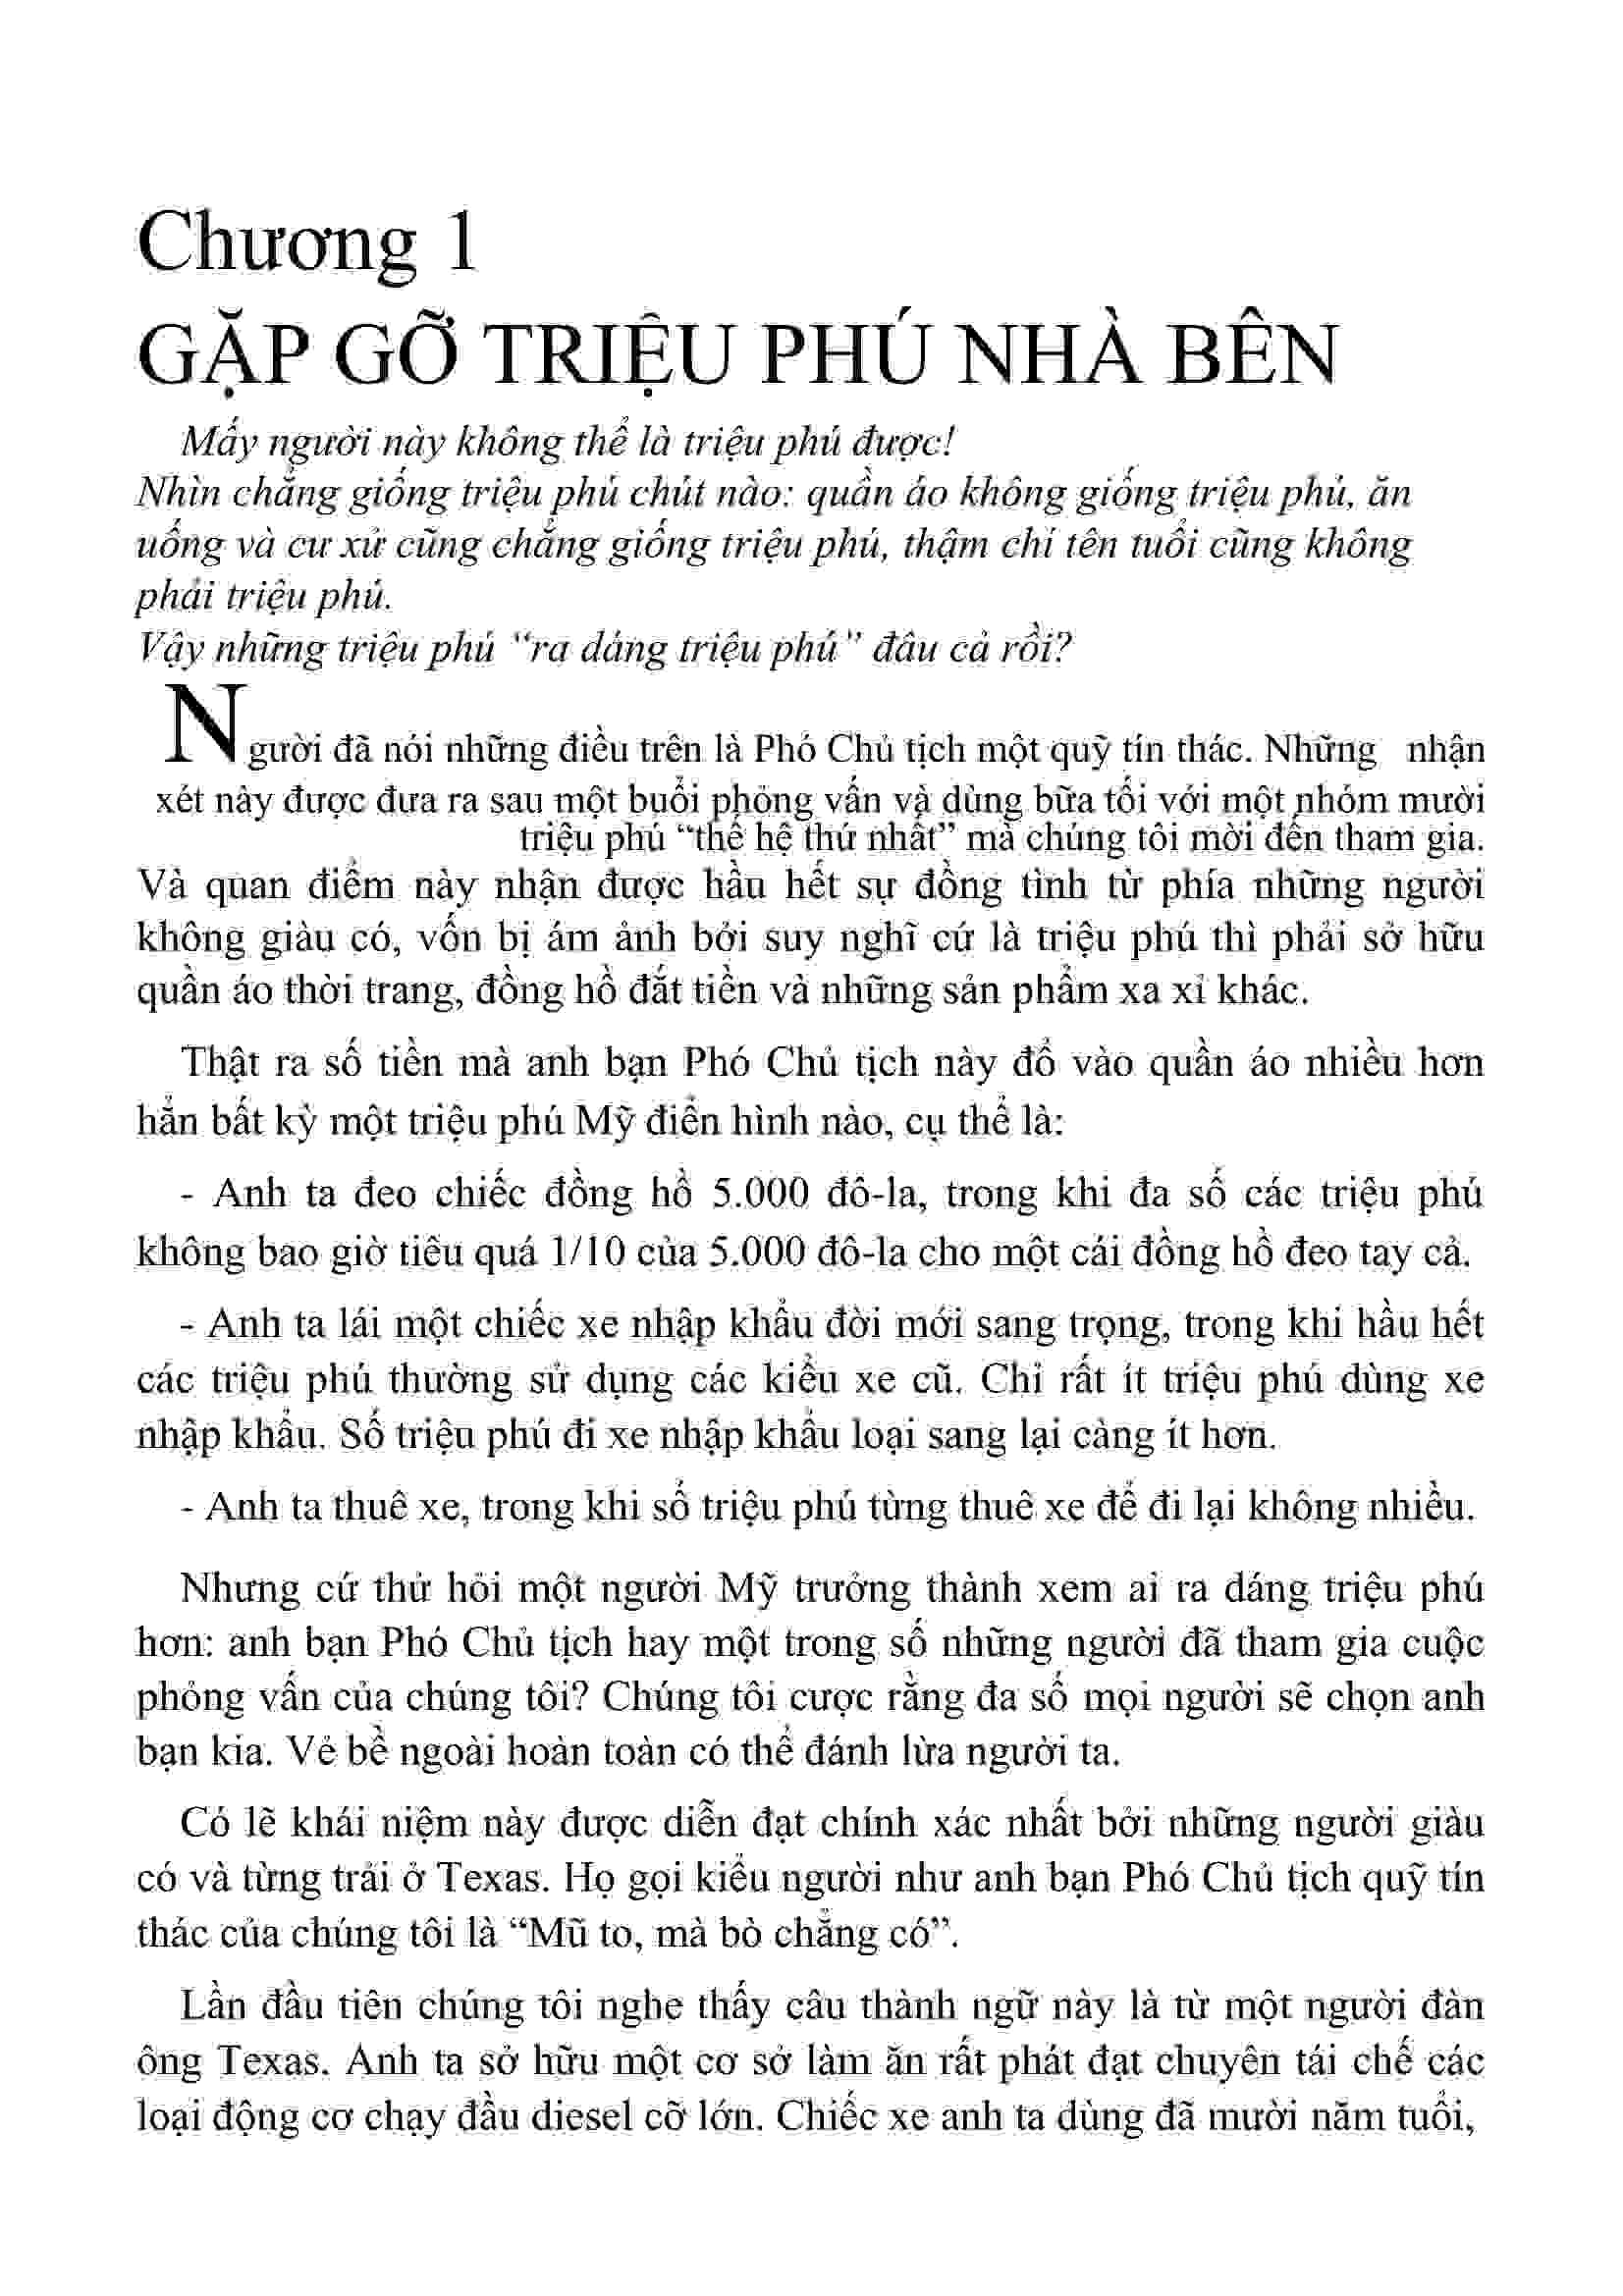 Chương 1
GẶP GỠ TRIỆU PHÚ NHÀ BÊN
Mấy người này không thể là triệu phú được!
Nhìn chẳng giống triệu phú chút nào: quần áo không giống triệu phú, ăn
uống và cư xử cũng chẳng giống triệu phú, thậm chí tên tuổi cũng không
phải triệu phú.
Vậy những triệu phú “ra dáng triệu phú” đâu cả rồi?
Người đã nói những điều trên là Phó Chủ tịch một quỹ tín thác. Những nhận
xét này được đưa ra sau một buổi phỏng vấn và dùng bữa tối với một nhóm mười
triệu phú “thế hệ thứ nhất” mà chúng tôi mời đến tham gia.
Và quan điểm này nhận được hầu hết sự đồng tình từ phía những người
không giàu có, vốn bị ám ảnh bởi suy nghĩ cứ là triệu phú thì phải sở hữu
quần áo thời trang, đồng hồ đắt tiền và những sản phẩm xa xỉ khác.
Thật ra số tiền mà anh bạn Phó Chủ tịch này đổ vào quần áo nhiều hơn
hẳn bất kỳ một triệu phú Mỹ điển hình nào, cụ thể là:
- Anh ta đeo chiếc đồng hồ 5.000 đô-la, trong khi đa số các triệu phú
không bao giờ tiêu quá 1/10 của 5.000 đô-la cho một cái đồng hồ đeo tay cả.
- Anh ta lái một chiếc xe nhập khẩu đời mới sang trọng, trong khi hầu hết
các triệu phú thường sử dụng các kiểu xe cũ. Chỉ rất ít triệu phú dùng xe
nhập khẩu. Số triệu phú đi xe nhập khẩu loại sang lại càng ít hơn.
- Anh ta thuê xe, trong khi số triệu phú từng thuê xe để đi lại không nhiều.
Nhưng cứ thử hỏi một người Mỹ trưởng thành xem ai ra dáng triệu phú
hơn: anh bạn Phó Chủ tịch hay một trong số những người đã tham gia cuộc
phỏng vấn của chúng tôi? Chúng tôi cược rằng đa số mọi người sẽ chọn anh
bạn kia. Vẻ bề ngoài hoàn toàn có thể đánh lừa người ta.
Có lẽ khái niệm này được diễn đạt chính xác nhất bởi những người giàu
có và từng trải ở Texas. Họ gọi kiểu người như anh bạn Phó Chủ tịch quỹ tín
thác của chúng tôi là “Mũ to, mà bò chẳng có”.
Lần đầu tiên chúng tôi nghe thấy câu thành ngữ này là từ một người đàn
ông Texas. Anh ta sở hữu một cơ sở làm ăn rất phát đạt chuyên tái chế các
loại động cơ chạy đầu diesel cỡ lớn. Chiếc xe anh ta dùng đã mười năm tuổi,